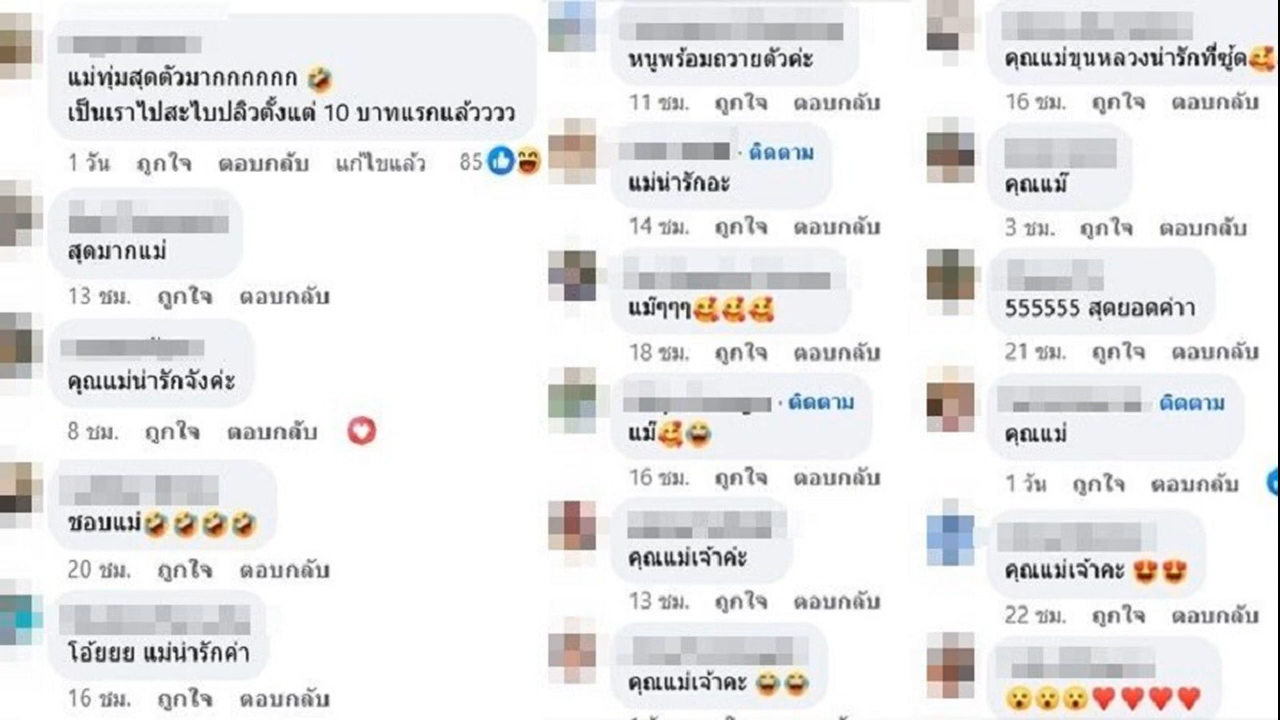 แม่ทุ่มสุดตัวมากกกกกก 🤣
เป็นเราไปสะไบปลิวตั้งแต่ 10 บาทแรกแล้วววว
1 วัน ถูกใจ ตอบกลับ แก้ไขแล้ว 85
สุดมากแม่
13 ชม. ถูกใจ ตอบกลับ
คุณแม่น่ารักจังค่ะ
8 ชม. ถูกใจ ตอบกลับ
ชอบแม่🤣🤣🤣🤣
20 ชม. ถูกใจ ตอบกลับ
โอ้ยยย แม่น่ารักค่า
16 ชม. ถูกใจ ตอบกลับ
หนูพร้อมถวายตัวค่ะ
11 ชม. ถูกใจ ตอบกลับ
· ติดตาม
แม่น่ารักอะ
14 ชม. ถูกใจ ตอบกลับ
แม๊ๆๆๆ🥰🥰🥰
18 ชม. ถูกใจ ตอบกลับ
· ติดตาม
แม๊🥰😂
16 ชม. ถูกใจ ตอบกลับ
คุณแม่เจ้าค่ะ
13 ชม. ถูกใจ ตอบกลับ
คุณแม่เจ้าคะ 😂😂
คุณแม่ขุนหลวงน่ารักที่ซู้ด🥰
16 ชม. ถูกใจ ตอบกลับ
คุณแม๊
3 ชม. ถูกใจ ตอบกลับ
555555 สุดยอดค่าา
21 ชม. ถูกใจ ตอบกลับ
ติดตาม
คุณแม่
1 วัน ถูกใจ ตอบกลับ
คุณแม่เจ้าคะ 😍😍
22 ชม. ถูกใจ ตอบกลับ
😮😮😮♥️♥️♥️♥️